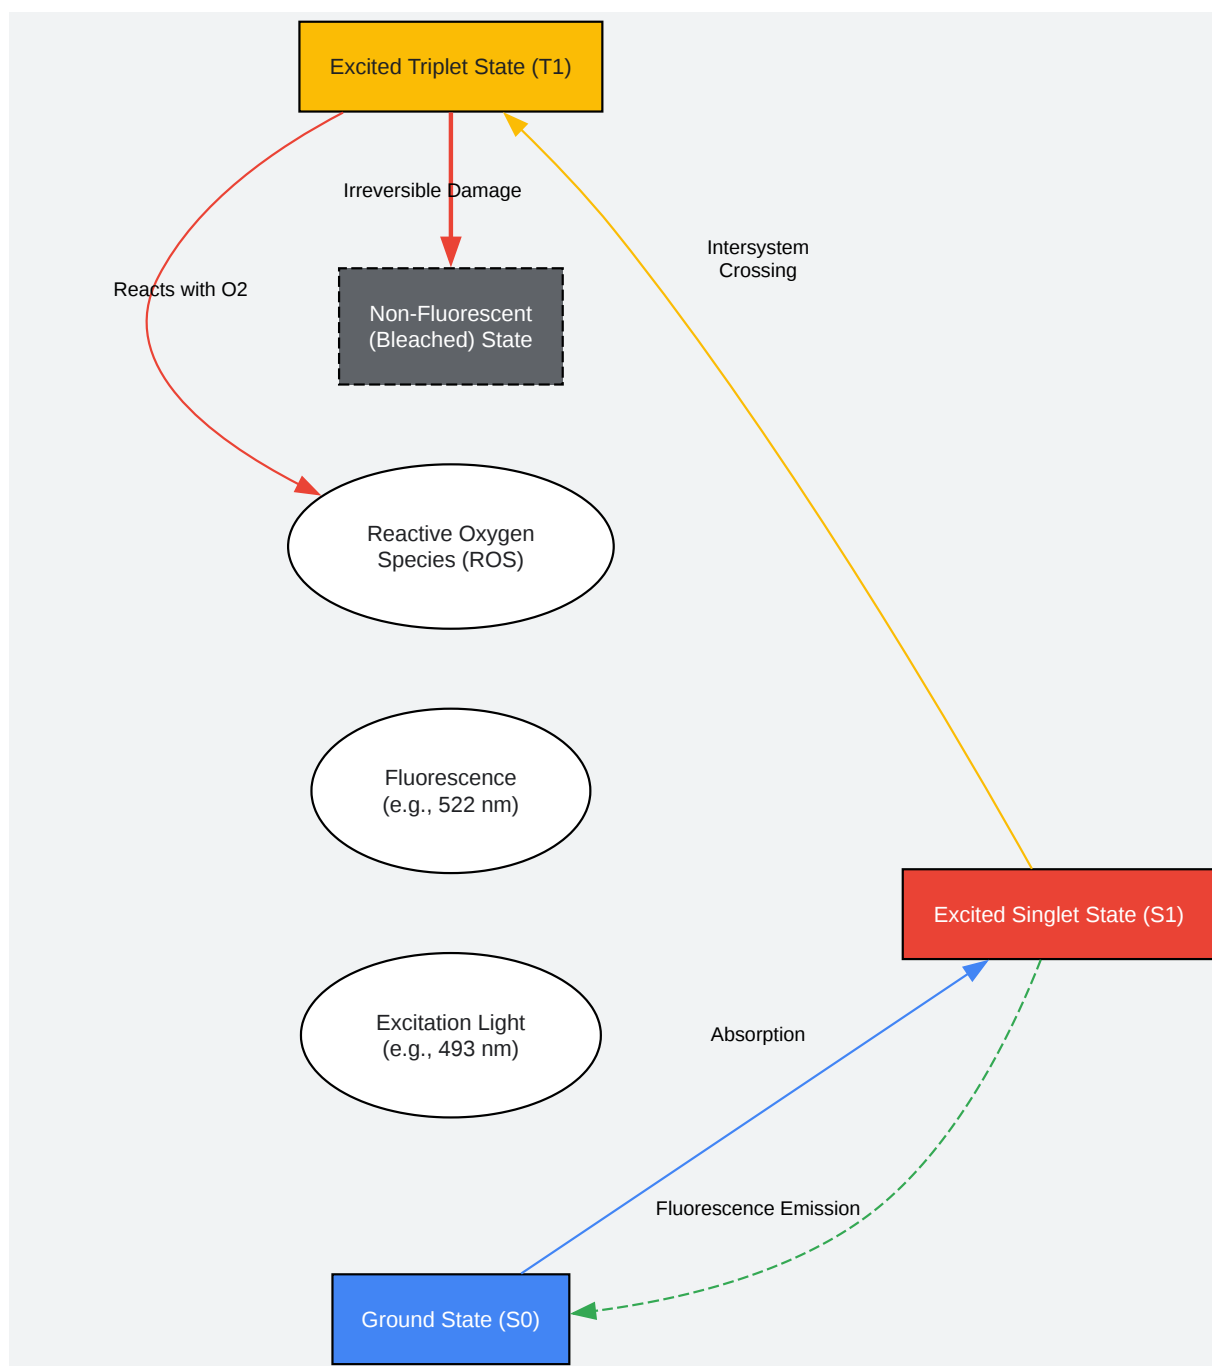 Excited Triplet State (T1)
Irreversible Damage
Intersystem
Crossing
Reacts with O2
Non-Fluorescent
(Bleached) State
Reactive Oxygen
Species (ROS)
Fluorescence
(e.g., 522 nm)
Excited Singlet State (S1)
Excitation Light
(e.g., 493 nm)
Absorption
Fluorescence Emission
Ground State (S0)